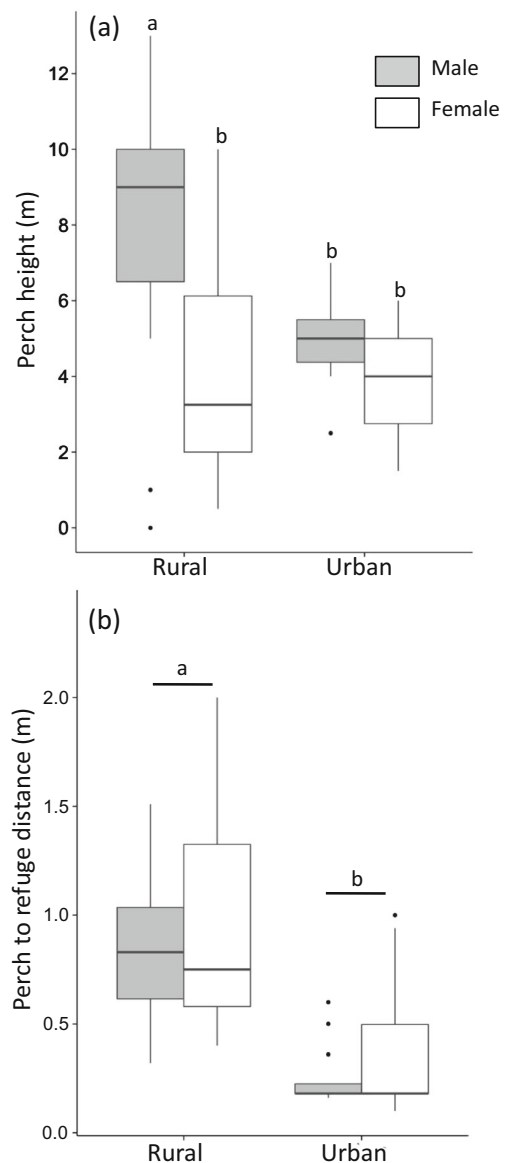 (a)
a
Male
Female
12
10
8
6
4
2
0
b
b
b
Perch height (m)
Rural
Urban
(b)
a
2.0
1.5
1.0
0.5
0.0
b
Perch to refuge distance (m)
Rural
Urban